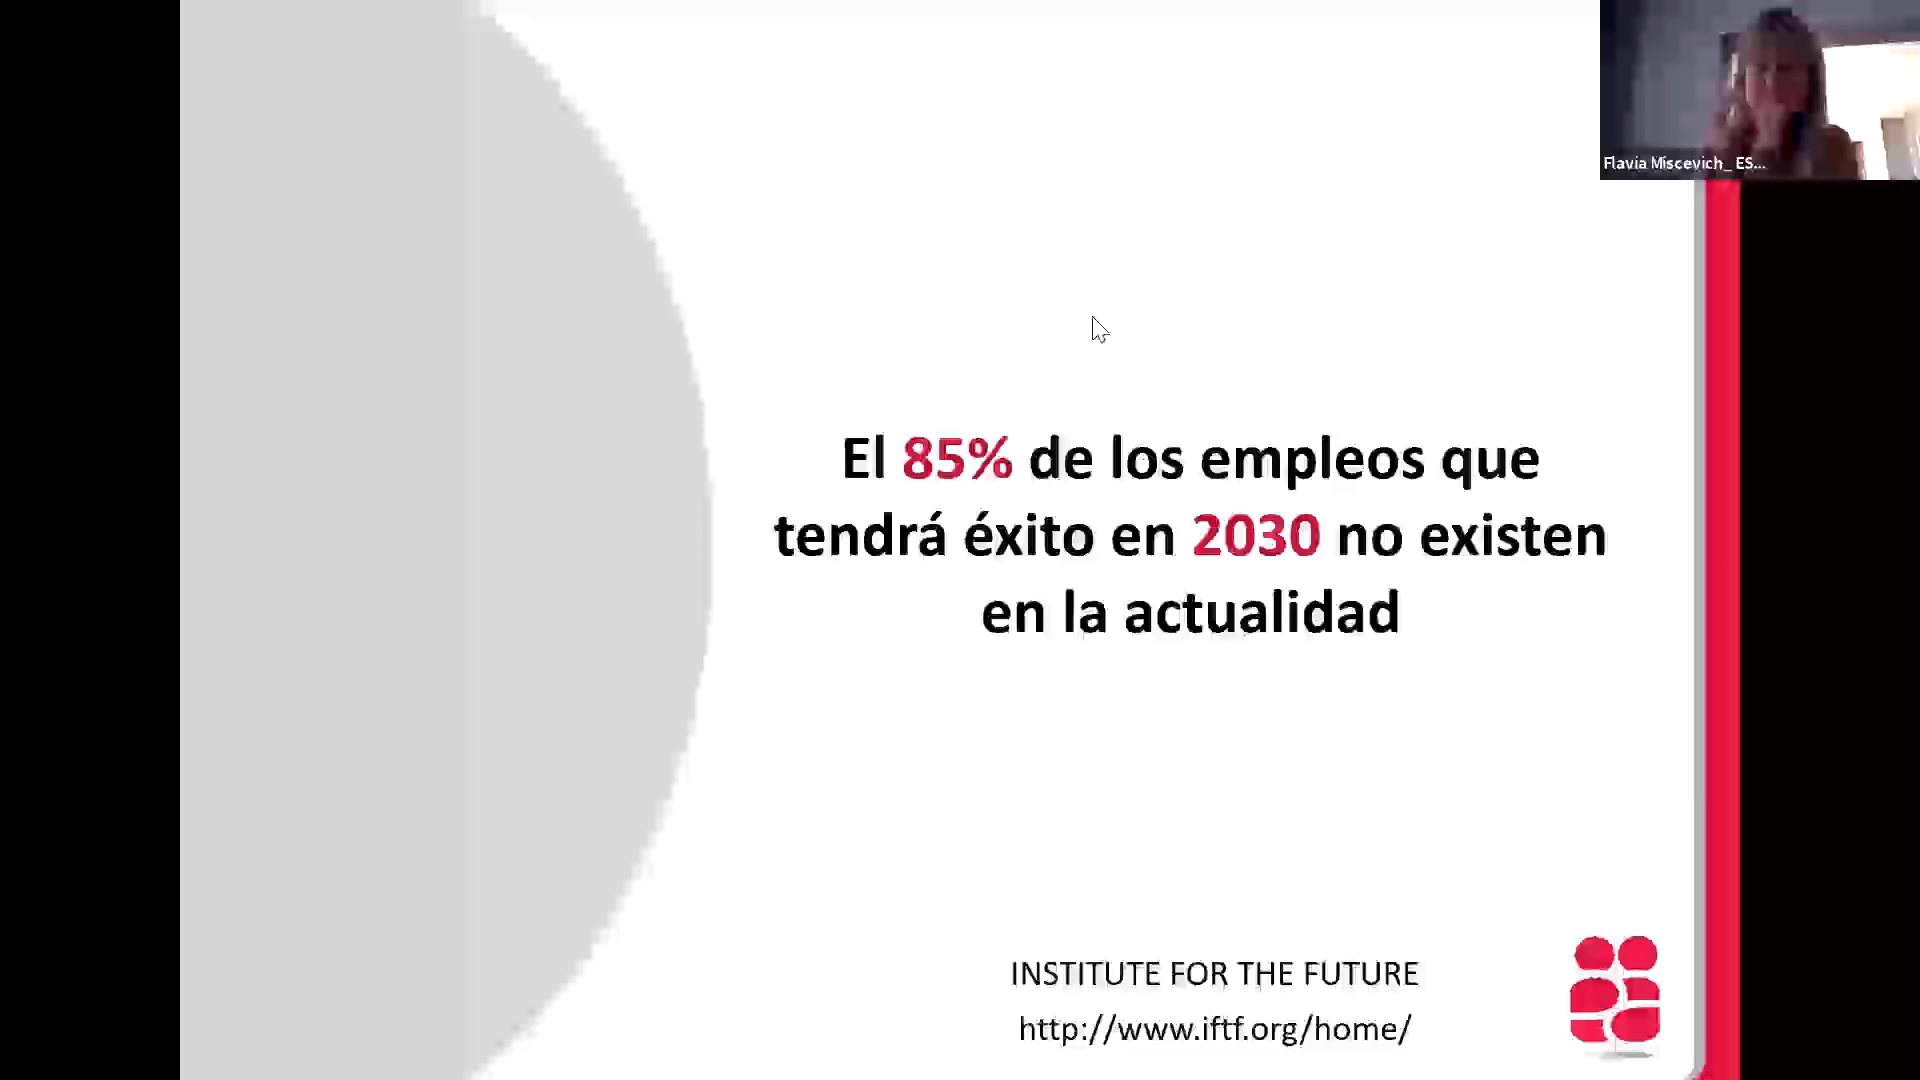 Flavia Miscevich_ ES...
El 85% de los empleos que
tendrá éxito en 2030 no existen
en la actualidad
INSTITUTE FOR THE FUTURE
http://www.iftf.org/home/